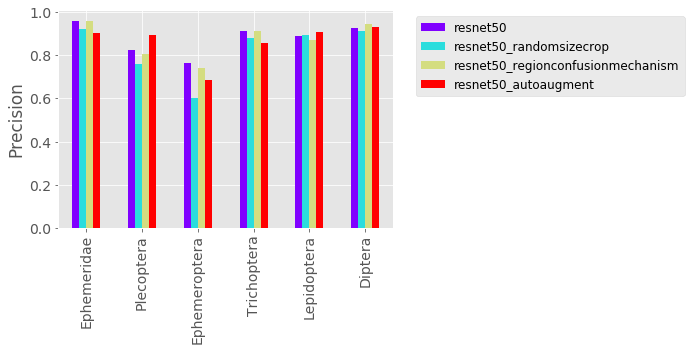 1.0
0.8
0.6
0.4
0.2
0.0
Precision
Ephemeridae
Plecoptera
Ephemeroptera
Trichoptera
Lepidoptera
Diptera
resnet50
resnet50_randomsizecrop
resnet50_regionconfusionmechanism
resnet50_autoaugment